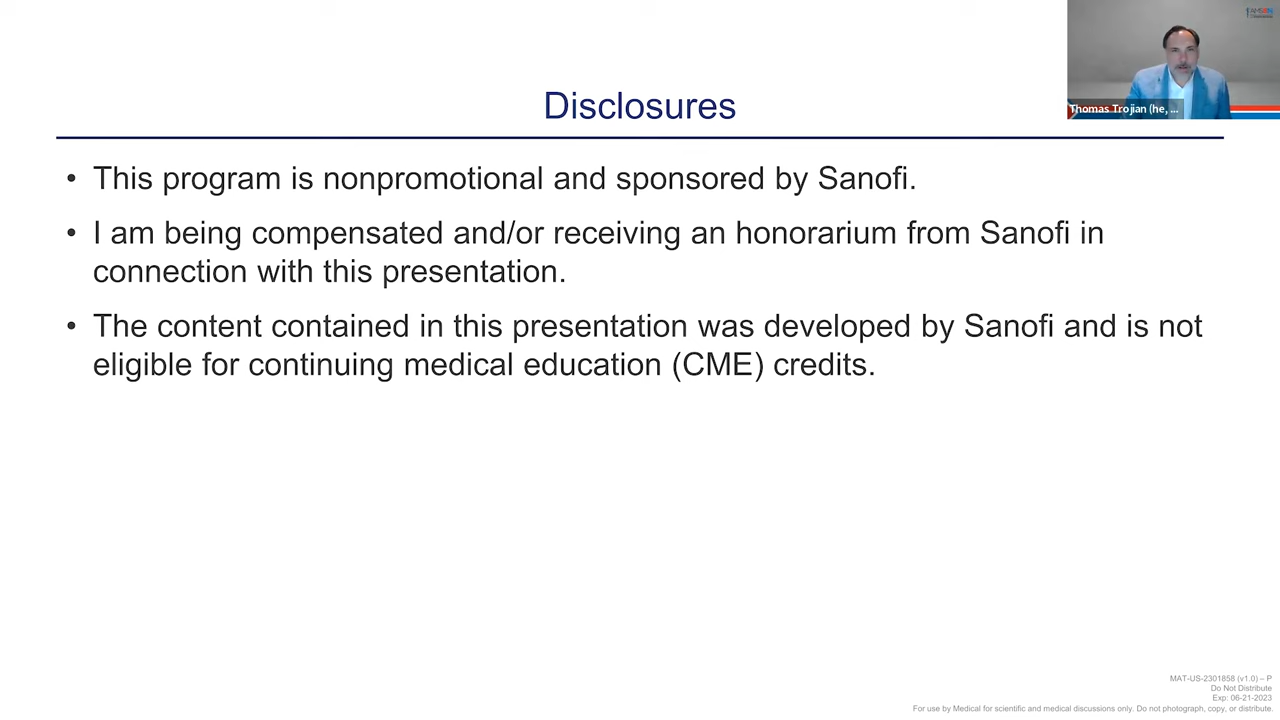 Disclosures
Thomas Trojian (he, ...
• This program is nonpromotional and sponsored by Sanofi.
• I am being compensated and/or receiving an honorarium from Sanofi in
connection with this presentation.
• The content contained in this presentation was developed by Sanofi and is not
eligible for continuing medical education (CME) credits.
MAT-US-2301858 (v1.0) – P
Do Not Distribute
Exp: 06-21-2023
For use by Medical for scientific and medical discussions only. Do not photograph, copy, or distribute.